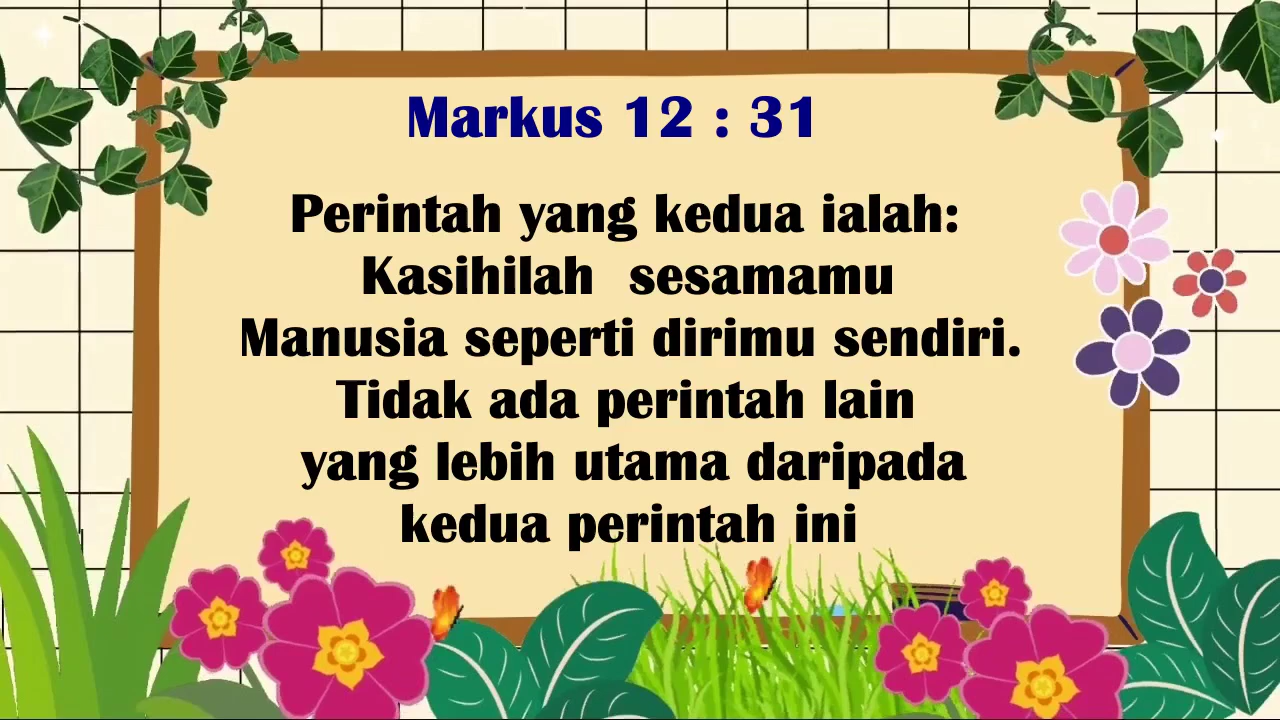 Markus 12 : 31
Perintah yang kedua ialah:
Kasihilah sesamamu
Manusia seperti dirimu sendiri.
Tidak ada perintah lain
yang lebih utama daripada
kedua perintah ini